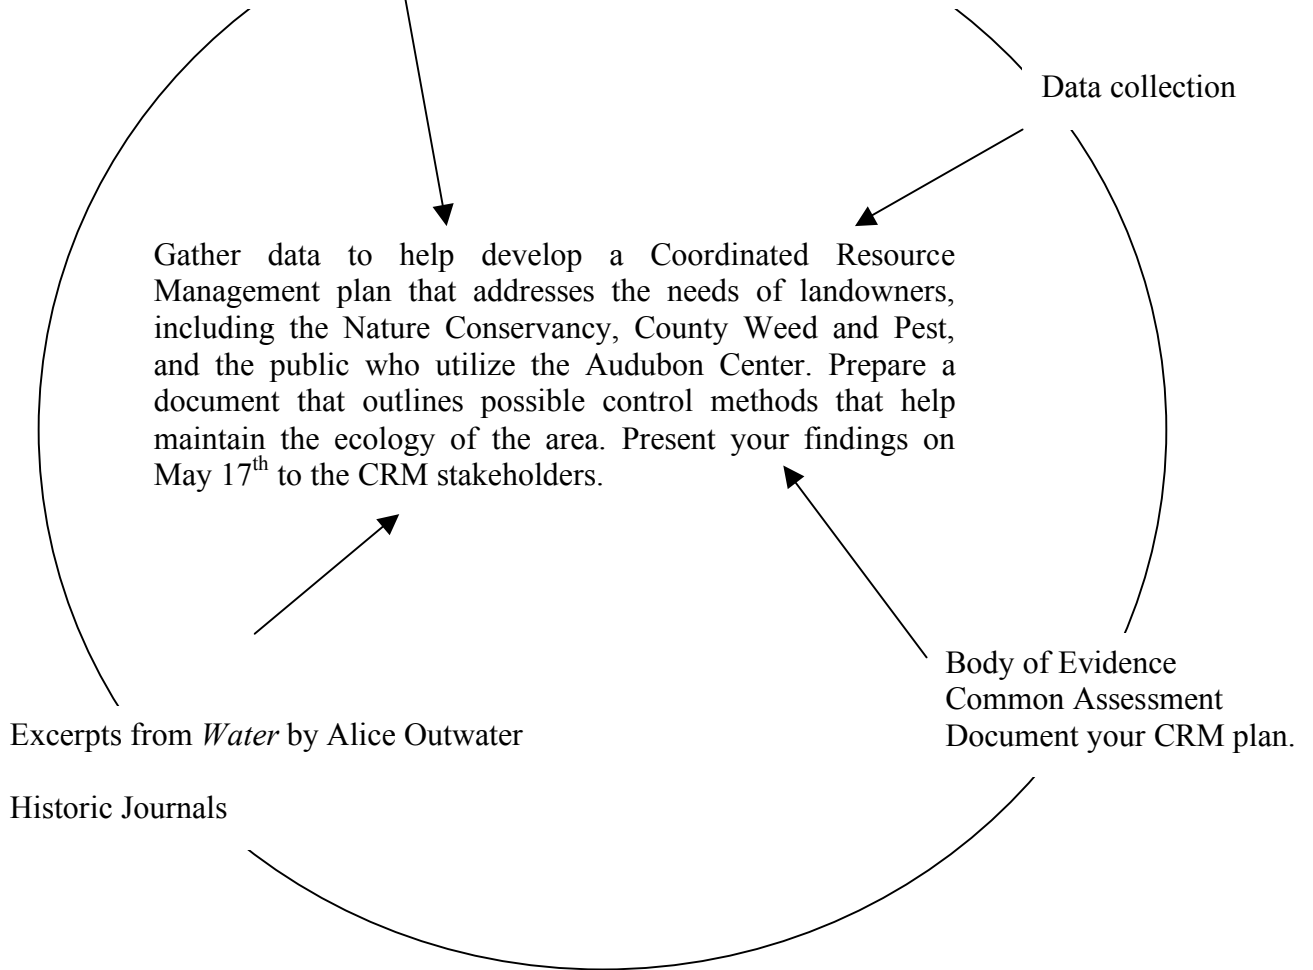 Data collection
Gather data to help develop a Coordinated Resource
Management plan that addresses the needs of landowners,
including the Nature Conservancy, County Weed and Pest,
and the public who utilize the Audubon Center. Prepare a
document that outlines possible control methods that help
maintain the ecology of the area. Present your findings on
May 17th to the CRM stakeholders.
Body of Evidence
Common Assessment
Document your CRM plan.
Excerpts from Water by Alice Outwater
Historic Journals